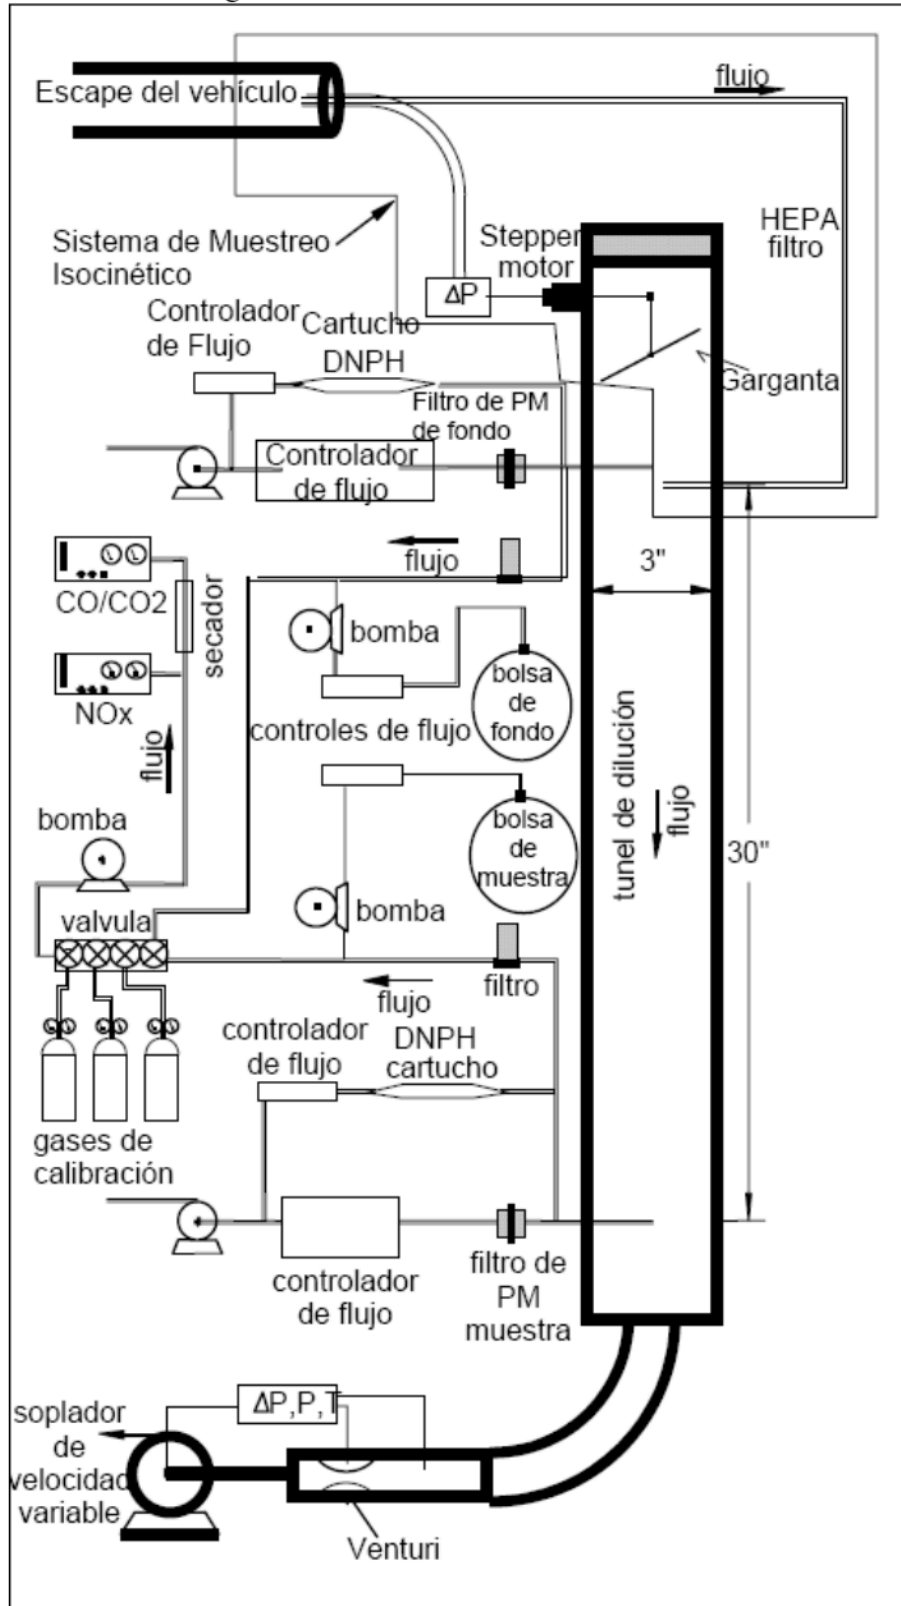 Escape del vehículo
flujo
HEPA
filtro
Sistema de Muestreo
Isocinético
Stepper
motor
ΔP
Controlador
de Flujo
Cartucho
DNPH
Garganta
Filtro de PM
de fondo
Controlador
de flujo
flujo
3"
CO/CO2
secador
bomba
NOx
bolsa
de
fondo
controles de flujo
flujo
tunel de dilución
flujo
bomba
bolsa
de
muestra
30"
valvula
bomba
flujo
filtro
controlador
de flujo
DNPH
cartucho
gases de
calibración
controlador
de flujo
filtro de
PM
muestra
ΔP,P,T
soplador
de
velocidad
variable
Venturi